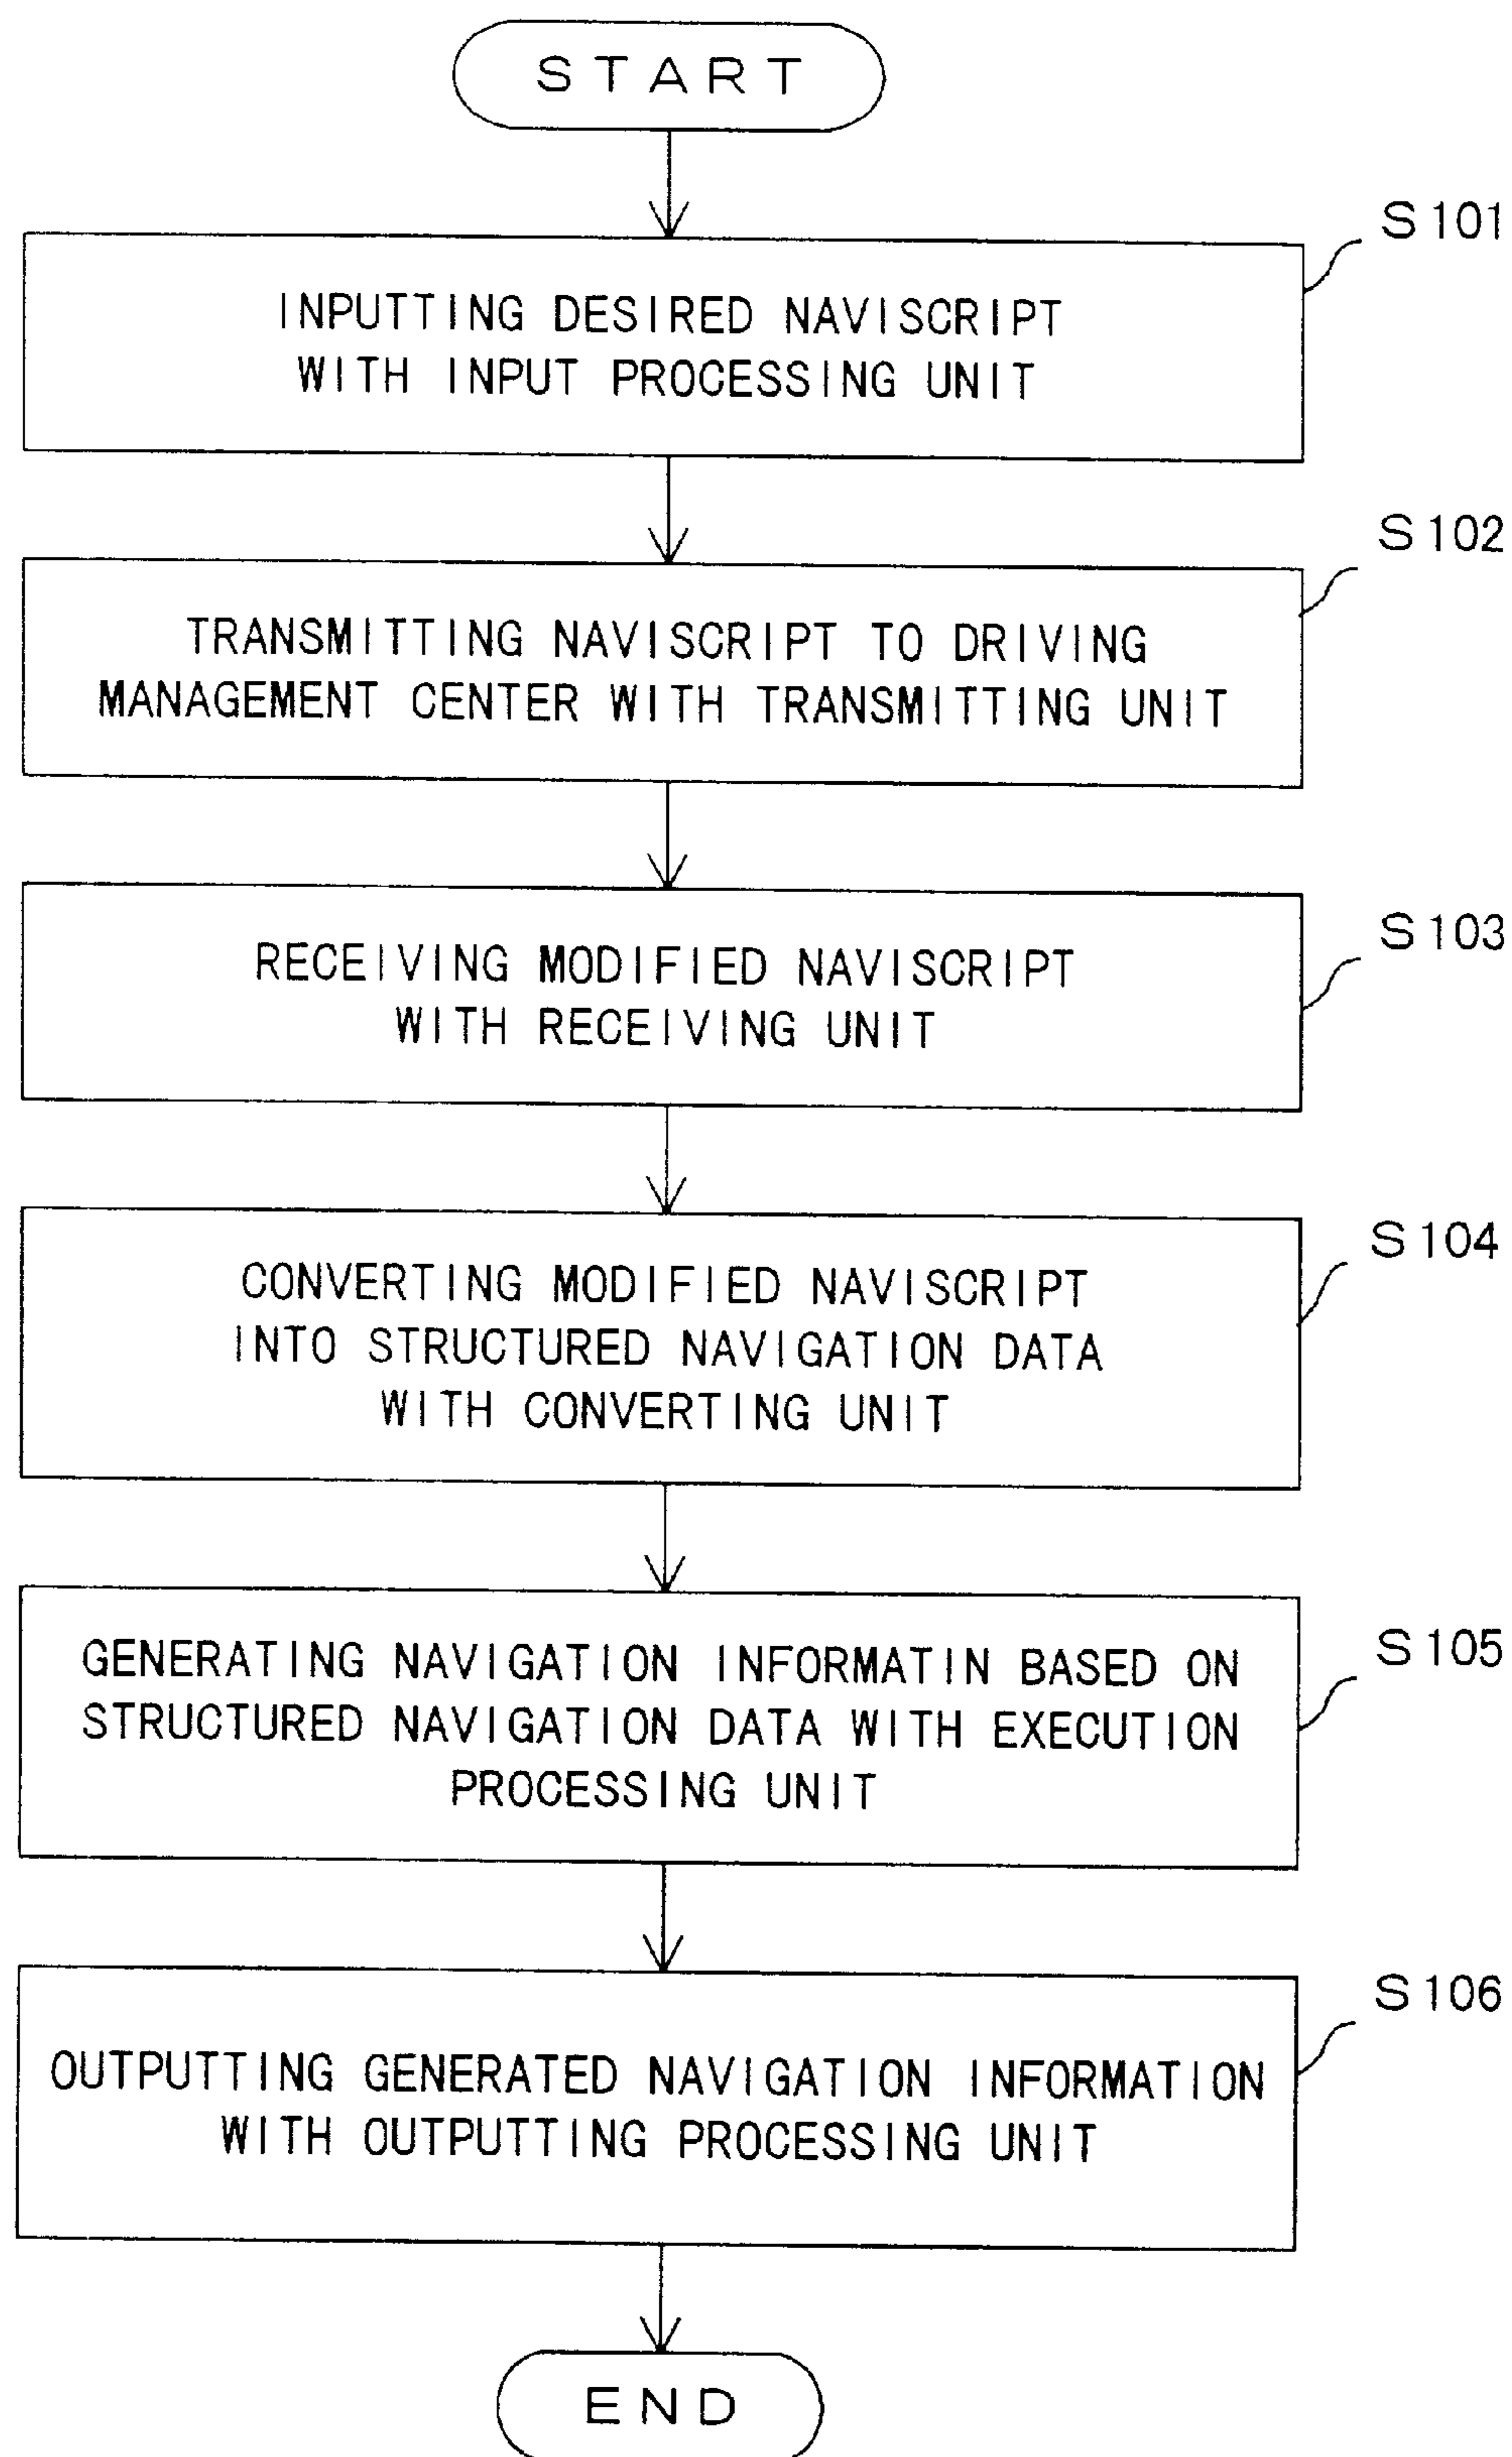 START
S101
INPUTTING DESIRED NAVISCRIPT
WITH INPUT PROCESSING UNIT
S102
TRANSMITTING NAVISCRIPT TO DRIVING
MANAGEMENT CENTER WITH TRANSMITTING UNIT
S103
RECEIVING MODIFIED NAVISCRIPT
WITH RECEIVING UNIT
S104
CONVERTING MODIFIED NAVISCRIPT
INTO STRUCTURED NAVIGATION DATA
WITH CONVERTING UNIT
S105
GENERATING NAVIGATION INFORMATIN BASED ON
STRUCTURED NAVIGATION DATA WITH EXECUTION
PROCESSING UNIT
S106
OUTPUTTING GENERATED NAVIGATION INFORMATION
WITH OUTPUTTING PROCESSING UNIT
END